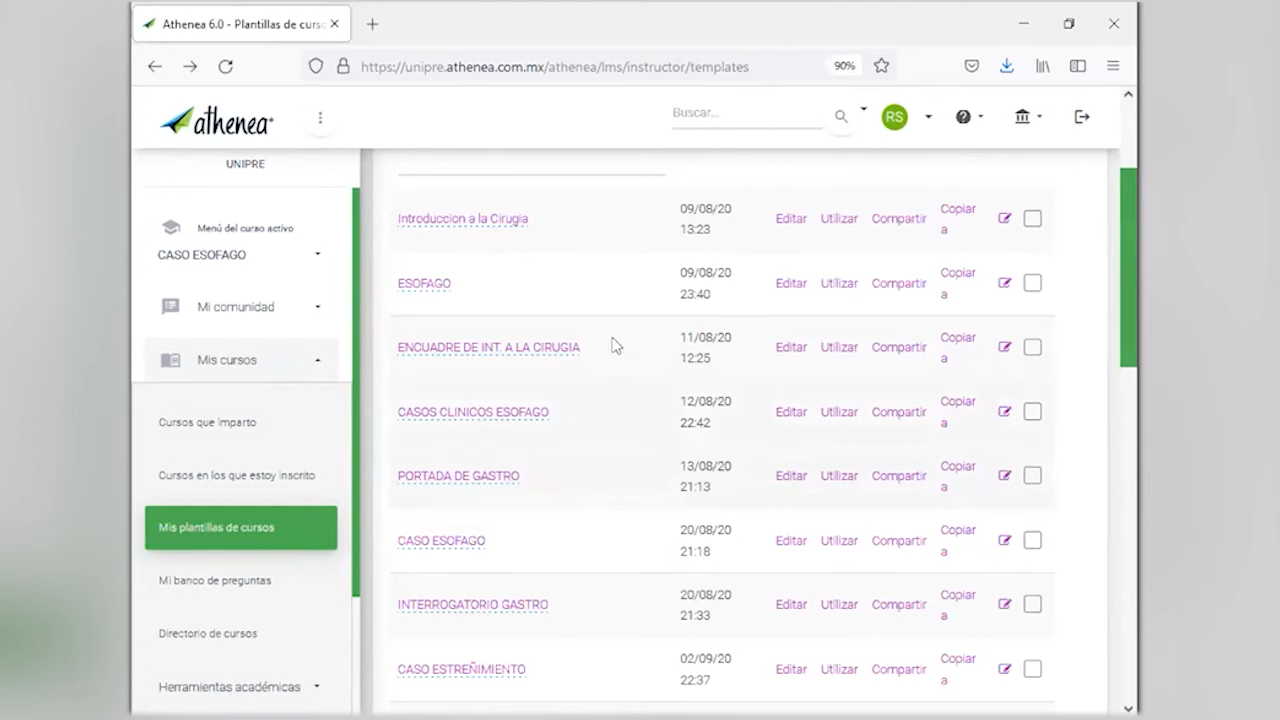 Athenea 6.0 - Plantillas de curso
https://unipre.athenea.com.mx/athenea/lms/instructor/templates
90%
athenea
Buscar...
RS
UNIPRE
Menú del curso activo
CASO ESOFAGO
Mi comunidad
Mis cursos
Cursos que imparto
Cursos en los que estoy inscrito
Mis plantillas de cursos
Mi banco de preguntas
Directorio de cursos
Herramientas académicas
Introduccion a la Cirugia
09/08/20
13:23
Editar Utilizar Compartir
Copiar
a
ESOFAGO
09/08/20
23:40
Editar Utilizar Compartir
Copiar
a
ENCUADRE DE INT. A LA CIRUGIA
11/08/20
12:25
Editar Utilizar Compartir
Copiar
a
CASOS CLINICOS ESOFAGO
12/08/20
22:42
Editar Utilizar Compartir
Copiar
a
PORTADA DE GASTRO
13/08/20
21:13
Editar Utilizar Compartir
Copiar
a
CASO ESOFAGO
20/08/20
21:18
Editar Utilizar Compartir
Copiar
a
INTERROGATORIO GASTRO
20/08/20
21:33
Editar Utilizar Compartir
Copiar
a
CASO ESTREÑIMIENTO
02/09/20
22:37
Editar Utilizar Compartir
Copiar
a